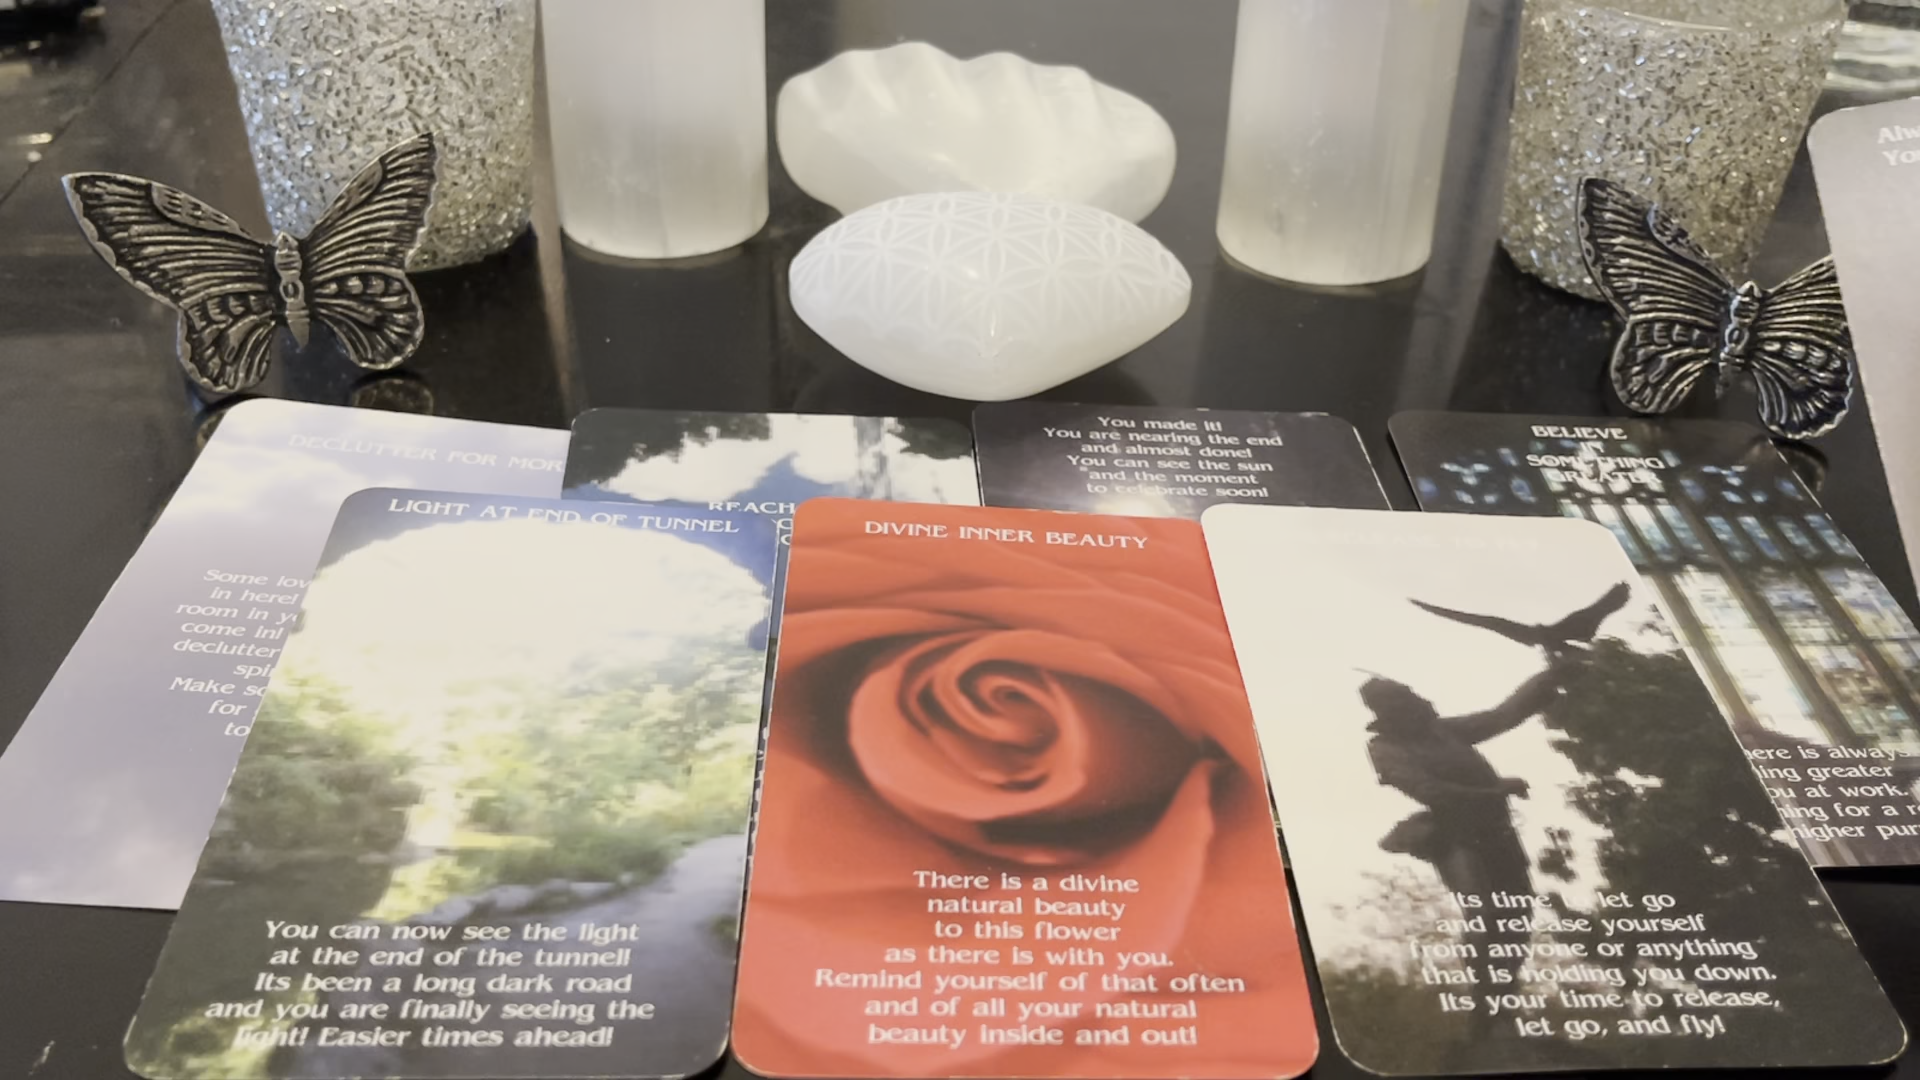 Alw
You
DECLUTTER FOR MOR
Some lov
in here!
room in yo
come in!
declutter
spi
Make so
for
to
REACH
You made it!
You are nearing the end
and almost done!
You can see the sun
and the moment
to celebrate soon!
BELIEVE
IN
SOMETHING
GREATER
here is always
ing greater
ou at work.
hing for a re
higher pur
LIGHT AT END OF TUNNEL
You can now see the light
at the end of the tunnel!
Its been a long dark road
and you are finally seeing the
light! Easier times ahead!
DIVINE INNER BEAUTY
There is a divine
natural beauty
to this flower
as there is with you.
Remind yourself of that often
and of all your natural
beauty inside and out!
Its time to let go
and release yourself
from anyone or anything
that is holding you down.
Its your time to release,
let go, and fly!